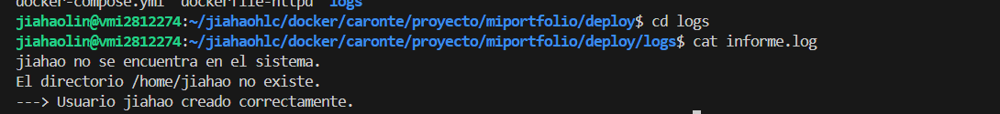 docker-compose.yml  dockerfile-httpd  logs
jiahaolin@vmi2812274:~/jiahaohlc/docker/caronte/proyecto/miportfolio/deploy$ cd logs
jiahaolin@vmi2812274:~/jiahaohlc/docker/caronte/proyecto/miportfolio/deploy/logs$ cat informe.log
jiahao no se encuentra en el sistema.
El directorio /home/jiahao no existe.
---> Usuario jiahao creado correctamente.